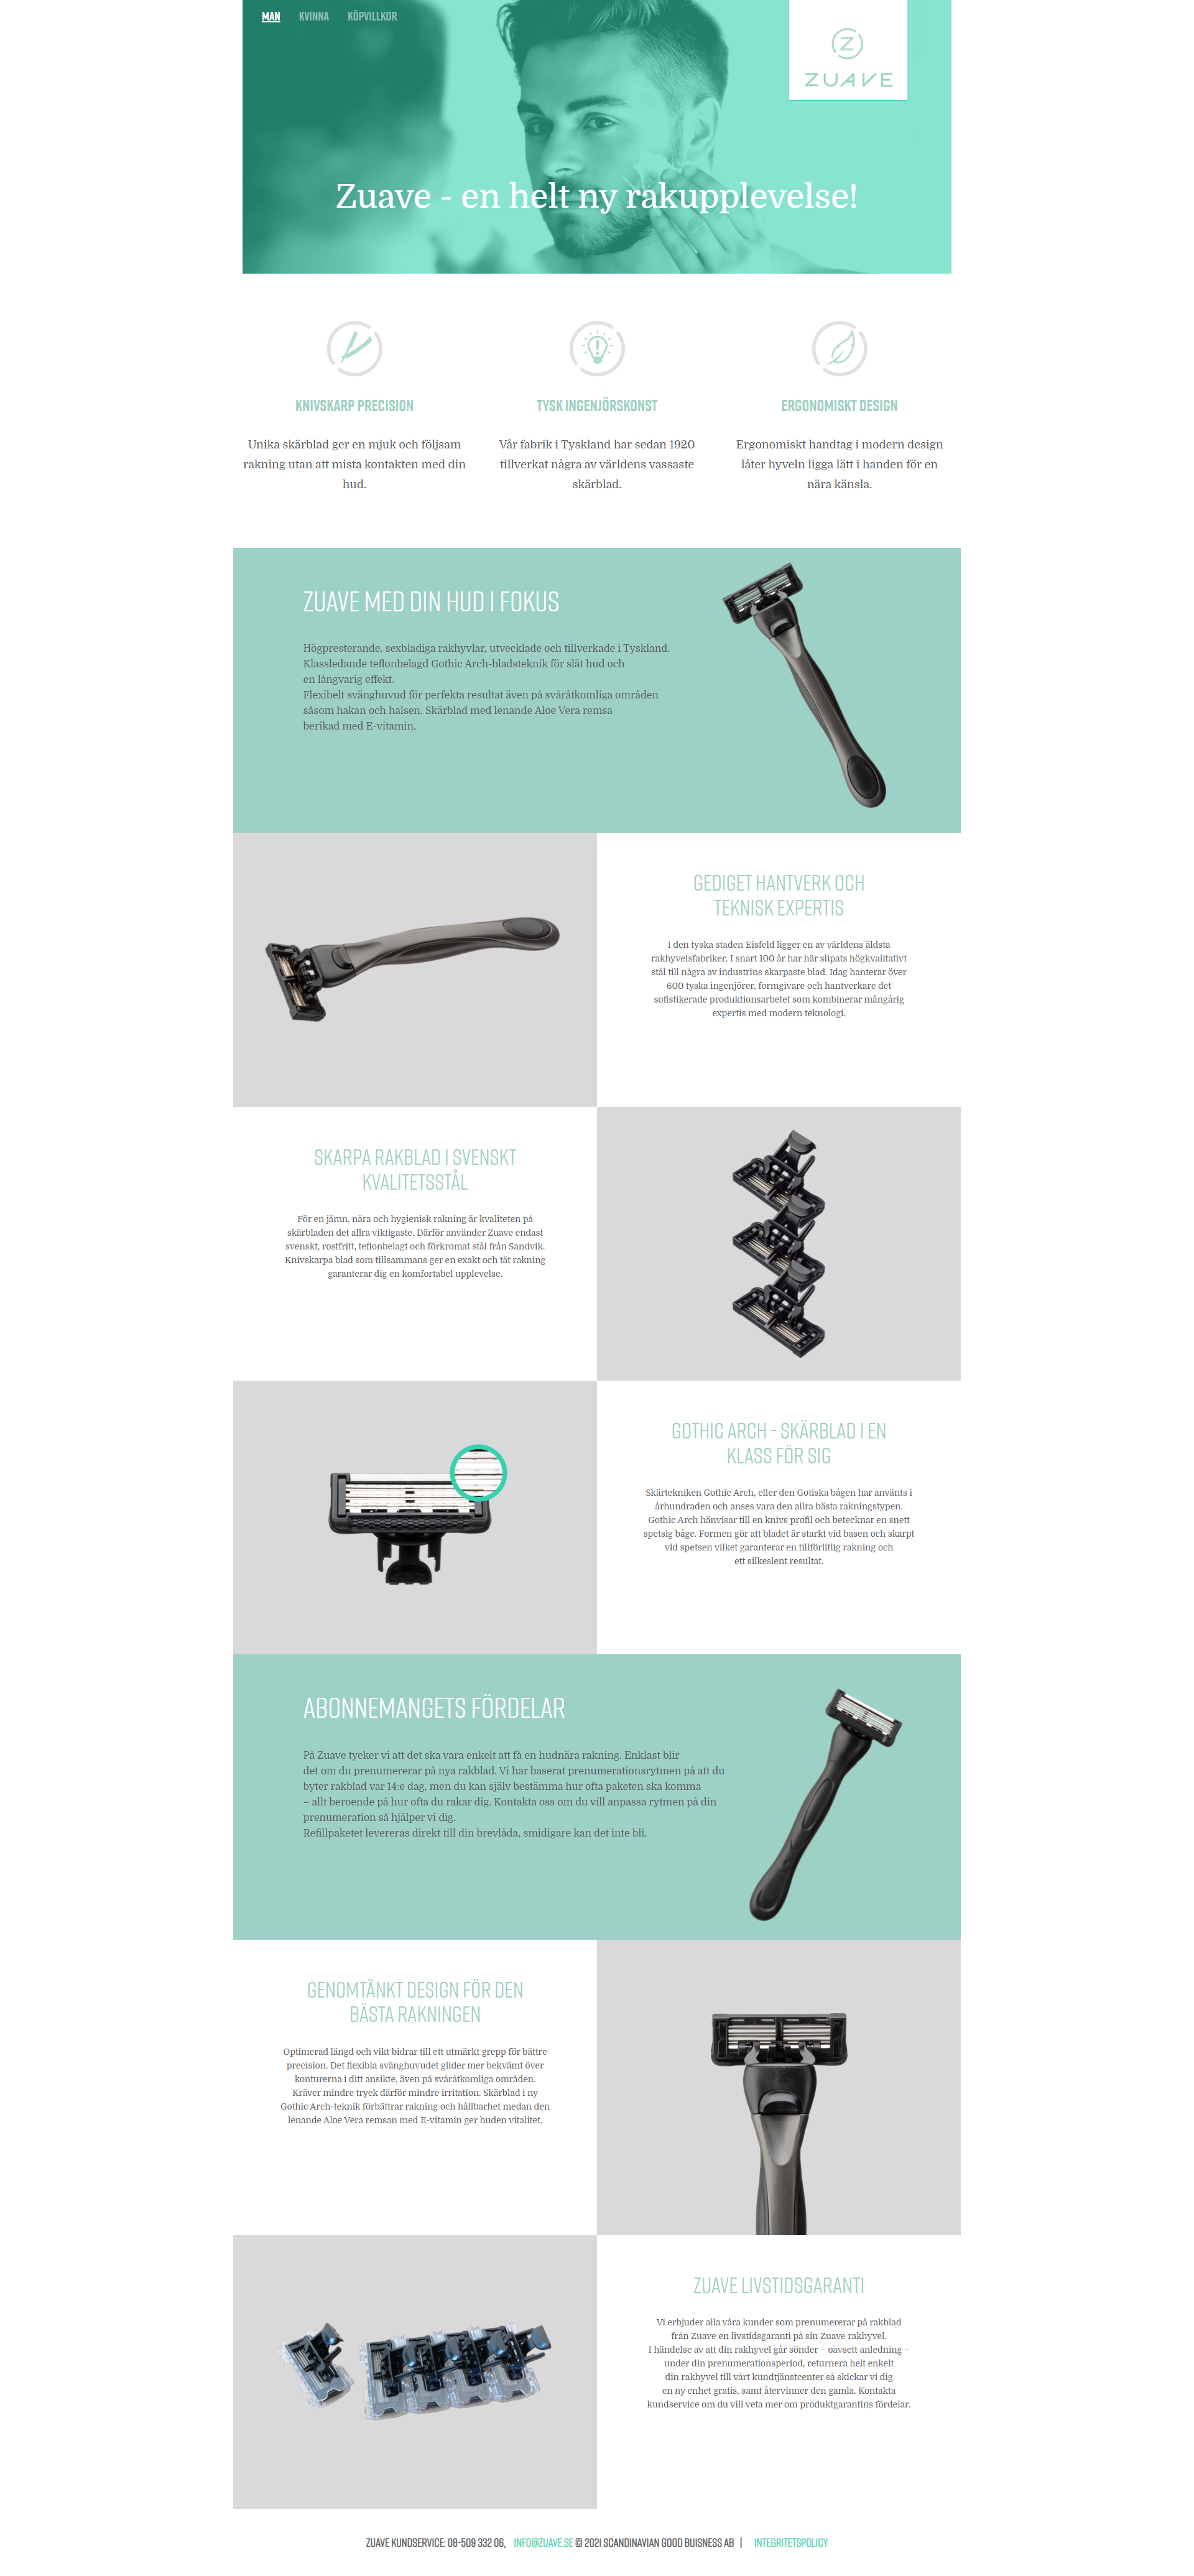 MAN KVINNA KÖPVILLKOR
Z
ZUAVE
Zuave - en helt ny rakupplevelse!
KNIVSKARP PRECISION
Unika skärblad ger en mjuk och följsam
rakning utan att mista kontakten med din
hud.
TYSK INGENJÖRSKONST
Vår fabrik i Tyskland har sedan 1920
tillverkat några av världens vassaste
skärblad.
ERGONOMISKT DESIGN
Ergonomiskt handtag i modern design
låter hyveln ligga lätt i handen för en
nära känsla.
ZUAVE MED DIN HUD I FOKUS
Högpresterande, sexbladiga rakhyvlar, utvecklade och tillverkade i Tyskland.
Klassledande teflonbelagd Gothic Arch-bladsteknik för slät hud och
en långvarig effekt.
Flexibelt svänghuvud för perfekta resultat även på svåråtkomliga områden
såsom hakan och halsen. Skärblad med lenande Aloe Vera remsa
berikad med E-vitamin.
GEDIGET HANTVERK OCH
TEKNISK EXPERTIS
I den tyska staden Eisfeld ligger en av världens äldsta
rakhyvelsfabriker. I snart 100 år har här slipats högkvalitativt
stål till några av industrins skarpaste blad. Idag hanterar över
600 tyska ingenjörer, formgivare och hantverkare det
sofistikerade produktionsarbetet som kombinerar mångårig
expertis med modern teknologi.
SKARPA RAKBLAD I SVENSKT
KVALITETSSTÅL
För en jämn, nära och hygienisk rakning är kvaliteten på
skärbladen det allra viktigaste. Därför använder Zuave endast
svenskt, rostfritt, teflonbelagt och förkromat stål från Sandvik.
Knivskarpa blad som tillsammans ger en exakt och tät rakning
garanterar dig en komfortabel upplevelse.
GOTHIC ARCH - SKÄRBLAD I EN
KLASS FÖR SIG
Skärtekniken Gothic Arch, eller den Gotiska bågen har använts i
århundraden och anses vara den allra bästa rakningstypen.
Gothic Arch hänvisar till en knivs profil och betecknar en snett
spetsig båge. Formen gör att bladet är starkt vid basen och skarpt
vid spetsen vilket garanterar en tillförlitlig rakning och
ett silkeslent resultat.
ABONNEMANGETS FÖRDELAR
På Zuave tycker vi att det ska vara enkelt att få en hudnära rakning. Enklast blir
det om du prenumererar på nya rakblad. Vi har baserat prenumerationsrytmen på att du
byter rakblad var 14:e dag, men du kan själv bestämma hur ofta paketen ska komma
– allt beroende på hur ofta du rakar dig. Kontakta oss om du vill anpassa rytmen på din
prenumeration så hjälper vi dig.
Refillpaketet levereras direkt till din brevlåda, smidigare kan det inte bli.
GENOMTÄNKT DESIGN FÖR DEN
BÄSTA RAKNINGEN
Optimerad längd och vikt bidrar till ett utmärkt grepp för bättre
precision. Det flexibla svänghuvudet glider mer bekvämt över
konturerna i ditt ansikte, även på svåråtkomliga områden.
Kräver mindre tryck därför mindre irritation. Skärblad i ny
Gothic Arch-teknik förbättrar rakning och hållbarhet medan den
lenande Aloe Vera remsan med E-vitamin ger huden vitalitet.
ZUAVE LIVSTIDSGARANTI
Vi erbjuder alla våra kunder som prenumererar på rakblad
från Zuave en livstidsgaranti på sin Zuave rakhyvel.
I händelse av att din rakhyvel går sönder – oavsett anledning –
under din prenumerationsperiod, returnera helt enkelt
din rakhyvel till vårt kundtjänstcenter så skickar vi dig
en ny enhet gratis, samt återvinner den gamla. Kontakta
kundservice om du vill veta mer om produktgarantins fördelar.
ZUAVE KUNDSERVICE: 08-509 332 06, INFO@ZUAVE.SE © 2021 SCANDINAVIAN GOOD BUISNESS AB | INTEGRITETSPOLICY